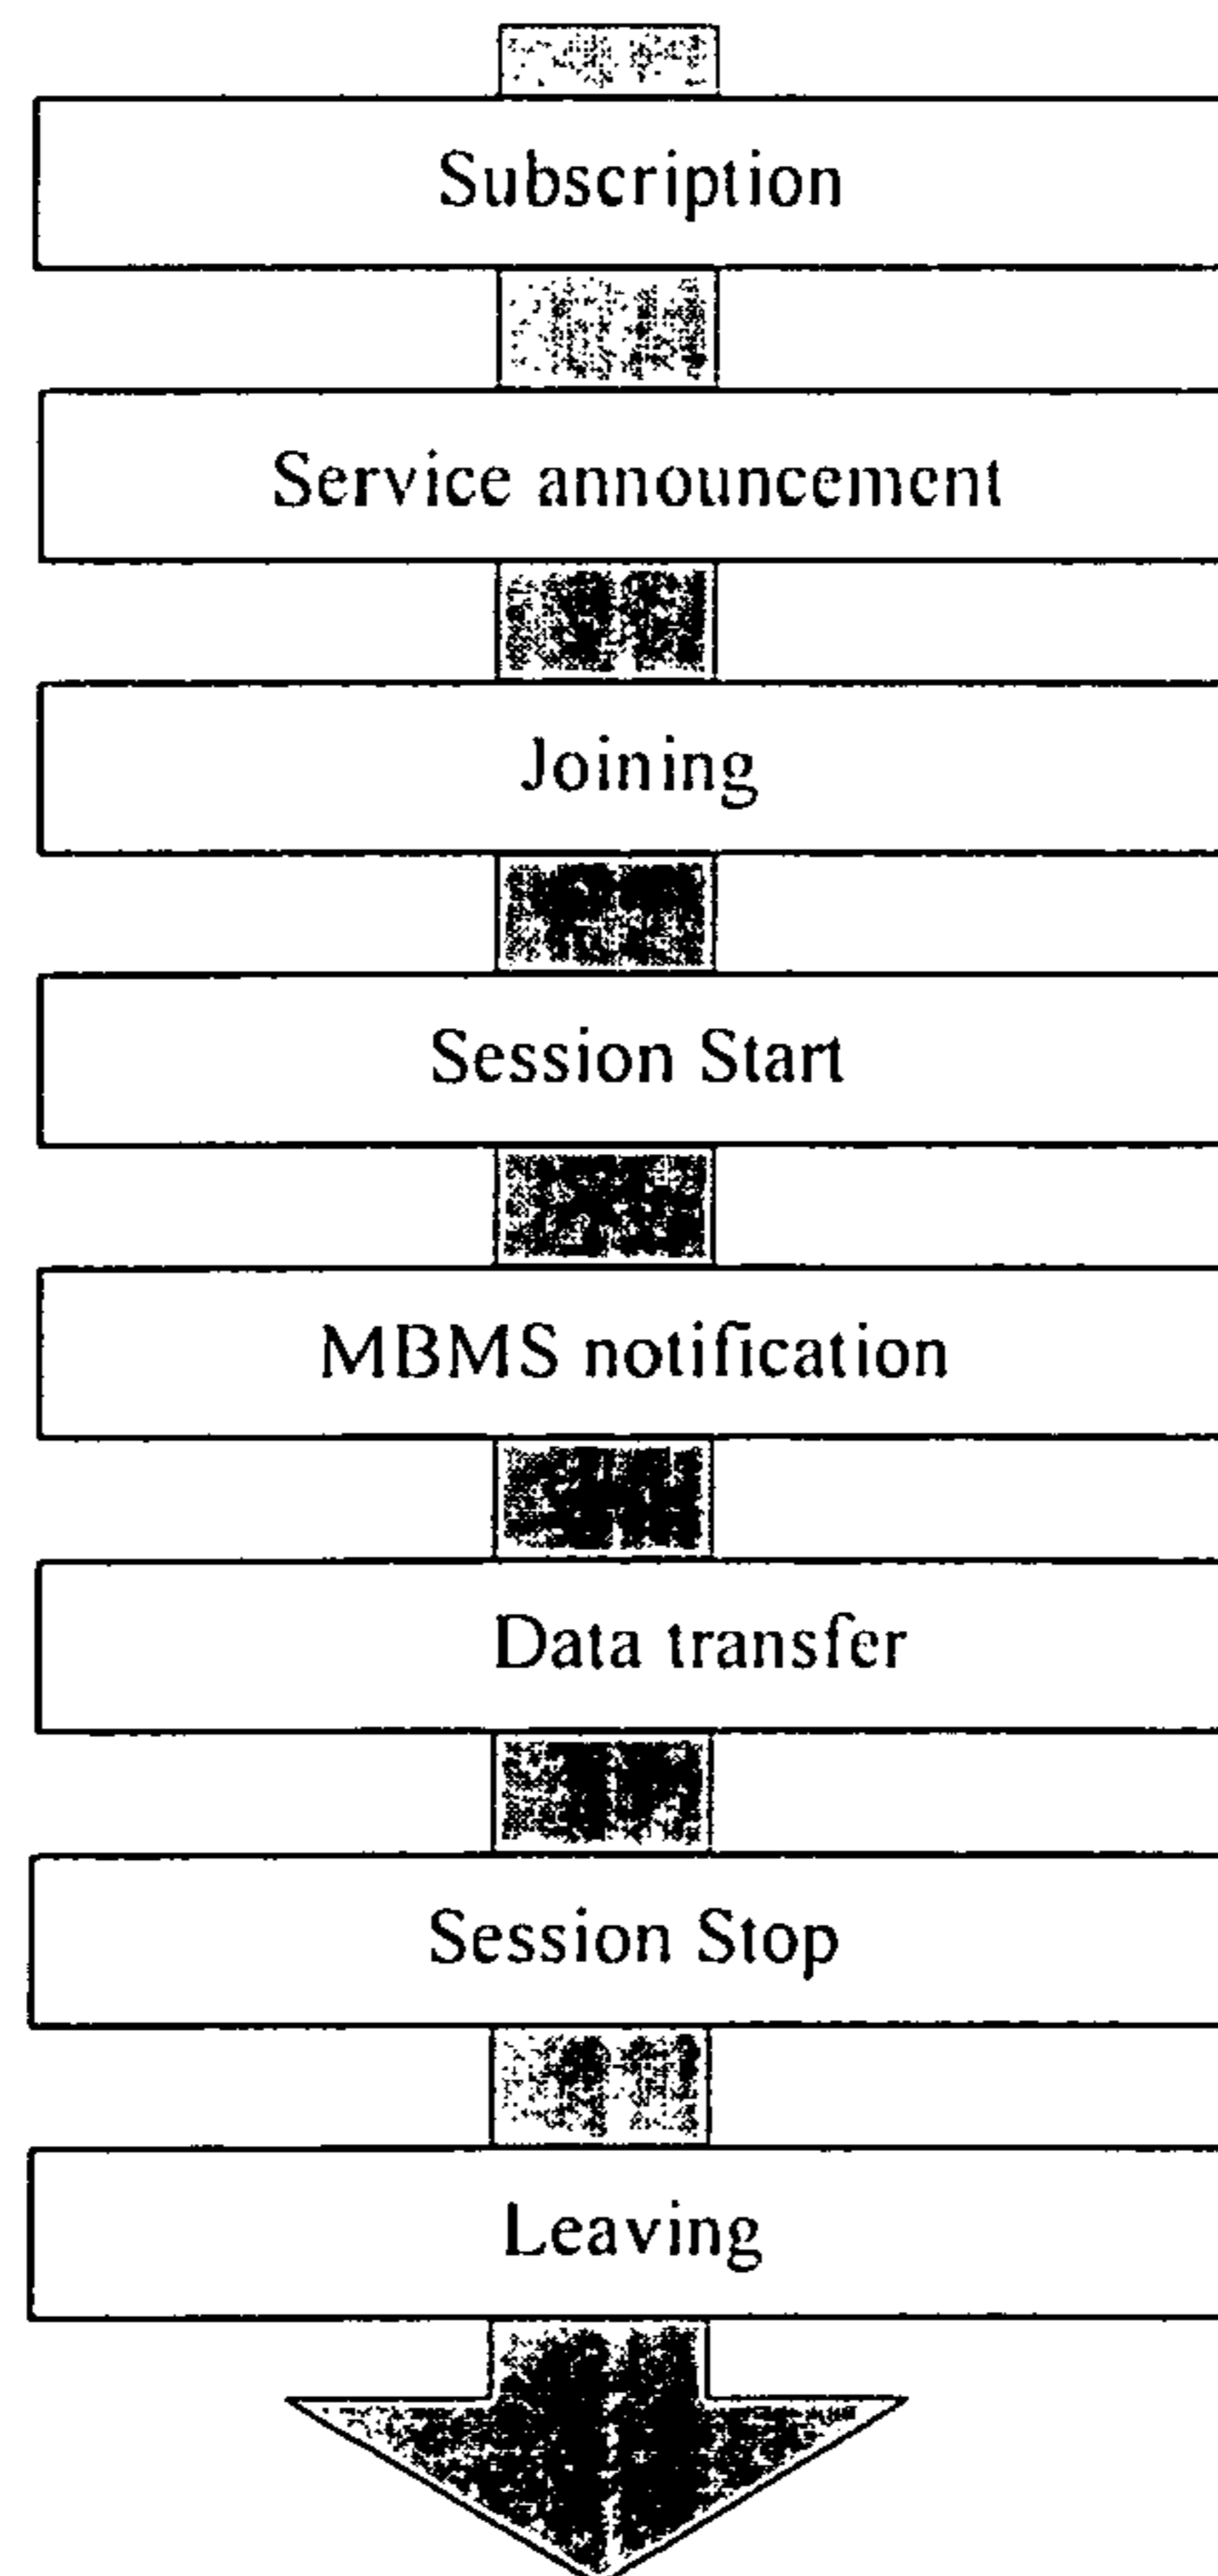 Subscription
Service announcement
Joining
Session Start
MBMS notification
Data transfer
Session Stop
Leaving